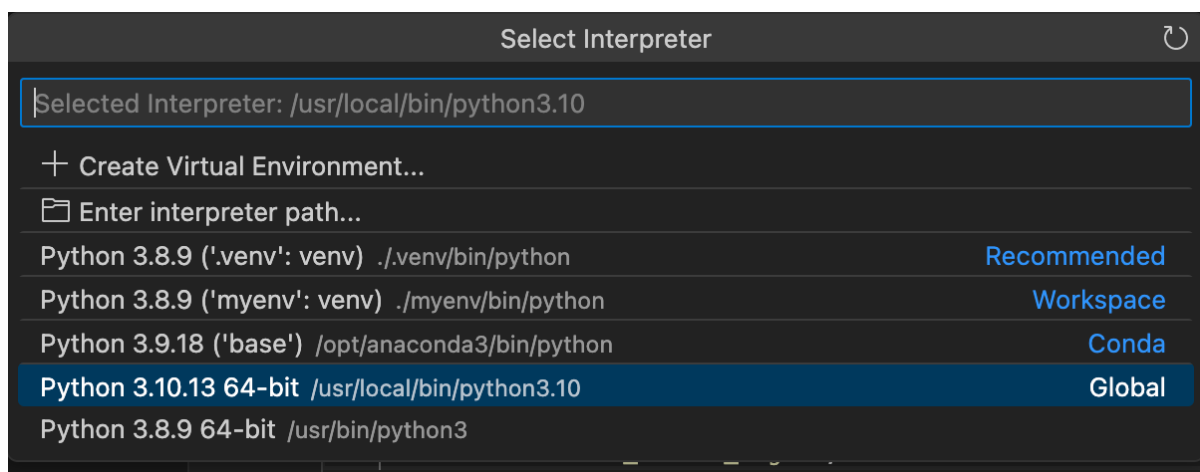 Select Interpreter
Selected Interpreter: /usr/local/bin/python3.10
Create Virtual Environment...
Enter interpreter path...
Python 3.8.9 ('.venv': venv) ./.venv/bin/python Recommended
Python 3.8.9 ('myenv': venv) ./myenv/bin/python Workspace
Python 3.9.18 ('base') /opt/anaconda3/bin/python Conda
Python 3.10.13 64-bit /usr/local/bin/python3.10 Global
Python 3.8.9 64-bit /usr/bin/python3